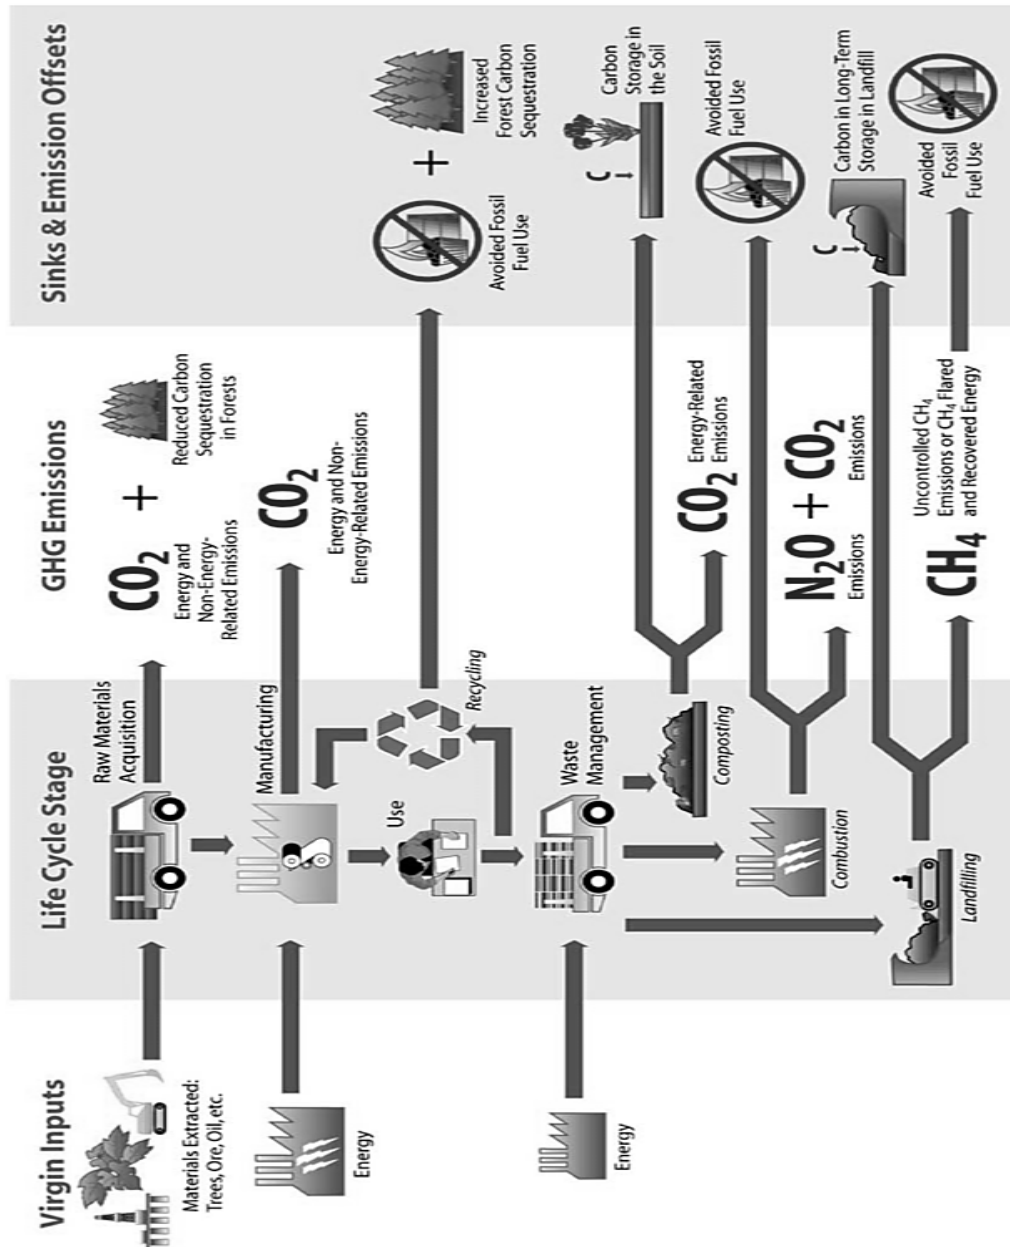 Virgin Inputs
Life Cycle Stage
GHG Emissions
Sinks & Emission Offsets
Materials Extracted:
Trees, Ore, Oil, etc.
Raw Materials
Acquisition
CO2
+
Energy and
Non-Energy-
Related Emissions
Reduced Carbon
Sequestration
in Forests
Energy
Manufacturing
CO2
Energy and Non-
Energy-Related Emissions
Use
Recycling
Avoided Fossil
Fuel Use
+
Increased
Forest Carbon
Sequestration
Energy
Waste
Management
Composting
CO2
Energy-Related
Emissions
C
Carbon
Storage in
the Soil
Combustion
N2O + CO2
Emissions
Emissions
Avoided Fossil
Fuel Use
Landfilling
CH4
Uncontrolled CH4
Emissions or CH4 Flared
and Recovered Energy
C
Carbon in Long-Term
Storage in Landfill
Avoided
Fossil
Fuel Use